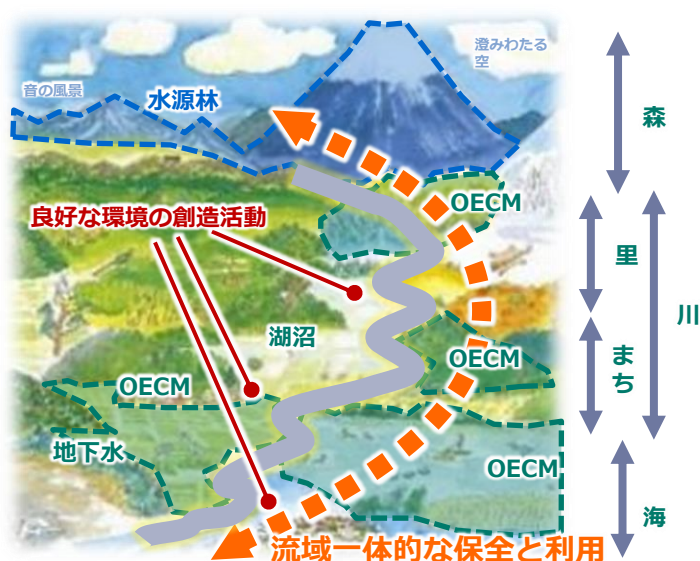 澄みわたる
空
音の風景
水源林
森
OECM
良好な環境の創造活動
里
川
湖沼
OECM
まち
OECM
地下水
OECM
海
流域一体的な保全と利用